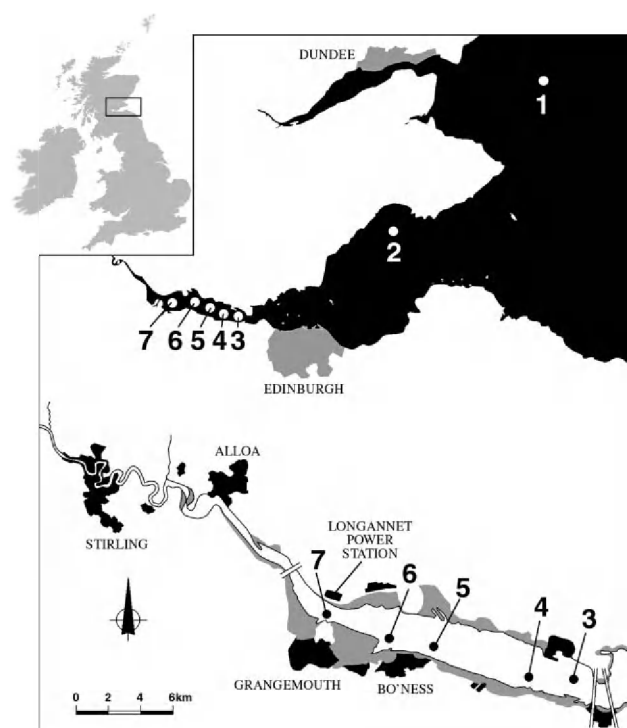 DUNDEE
1
2
7 6 5 4 3
EDINBURGH
ALLOA
STIRLING
LONGANNET
POWER
STATION
7
6
5
4
3
GRANGEMOUTH
BO'NESS
0 2 4 6km